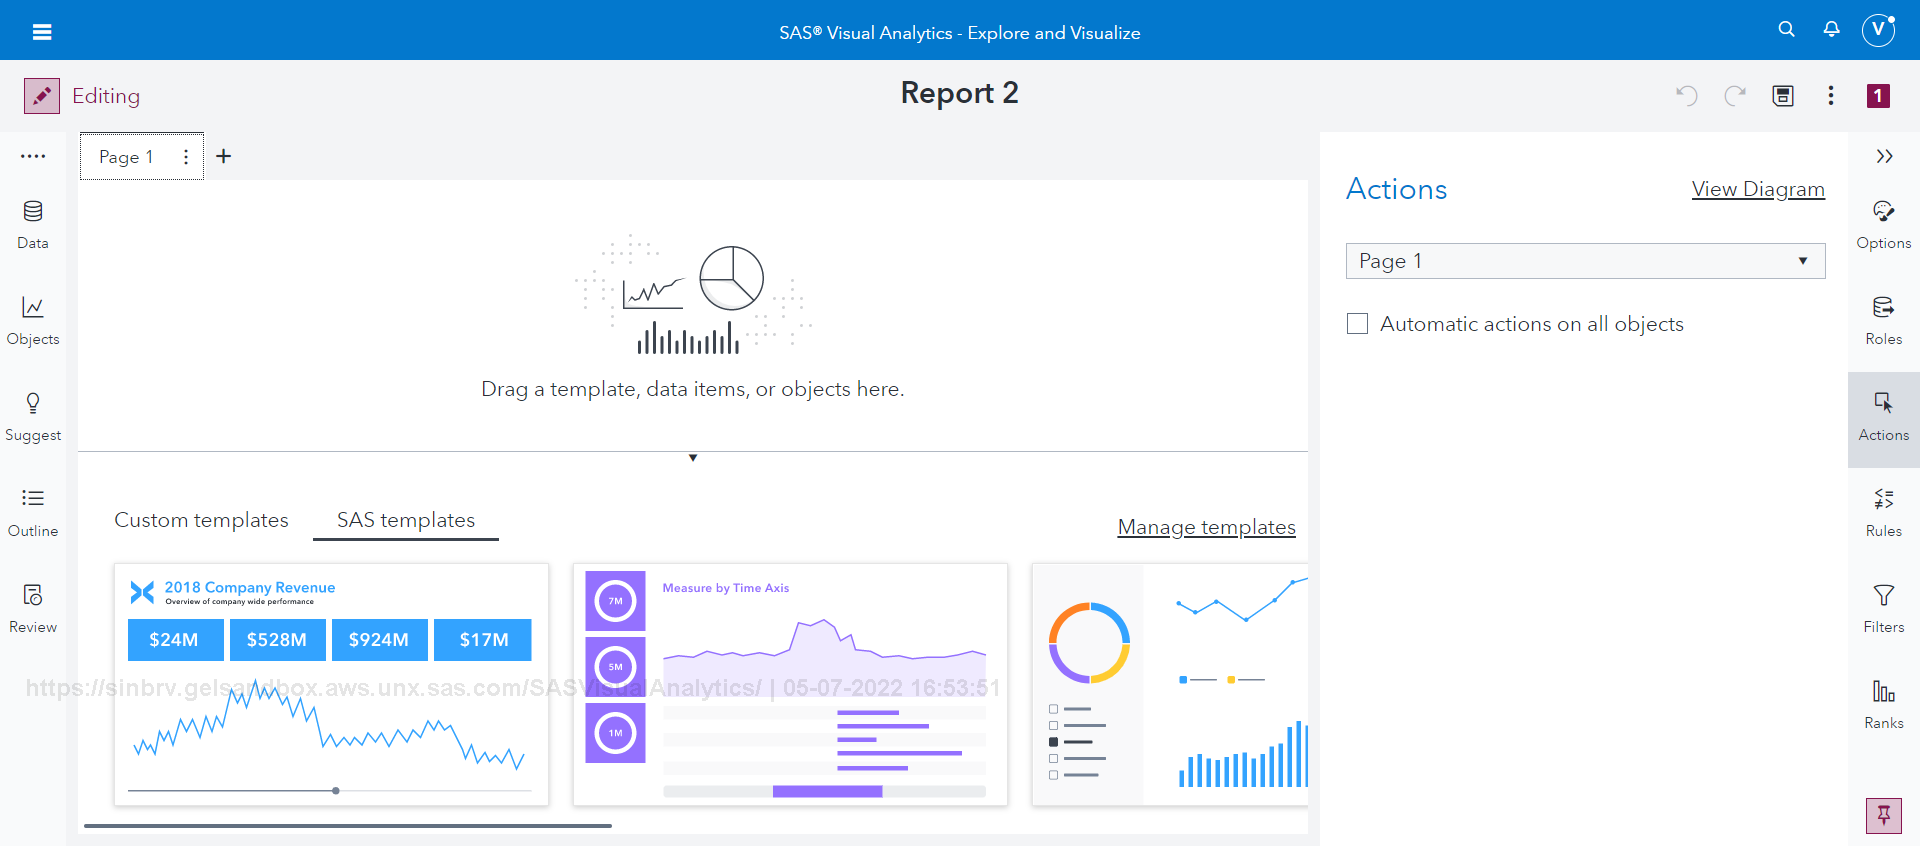 SAS® Visual Analytics - Explore and Visualize
V
Editing
Report 2
1
Page 1
Data
Objects
Suggest
Outline
Review
Drag a template, data items, or objects here.
Custom templates
SAS templates
Manage templates
2018 Company Revenue
Overview of company wide performance
$24M
$528M
$924M
$17M
Measure by Time Axis
7M
5M
1M
https://sinbrv.gelsandbox.aws.unx.sas.com/SASVisualAnalytics/ | 05-07-2022 16:53:51
Actions
View Diagram
Page 1
Automatic actions on all objects
Options
Roles
Actions
Rules
Filters
Ranks